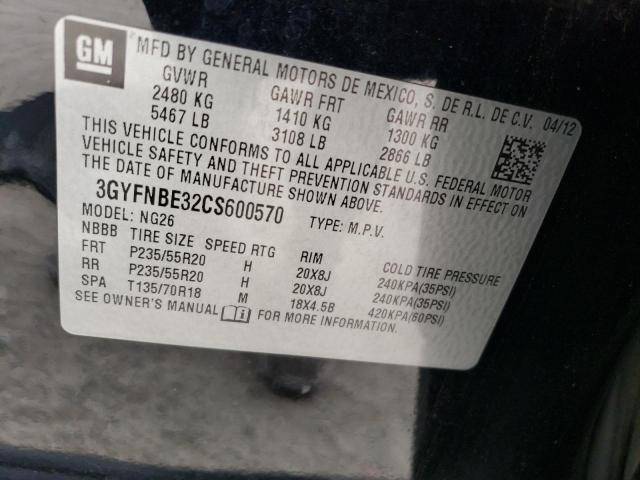 GM
MFD BY GENERAL MOTORS DE MEXICO, S. DE R.L. DE C.V. 04/12
GVWR GAWR FRT GAWR RR
2480 KG 1410 KG 1300 KG
5467 LB 3108 LB 2866 LB
THIS VEHICLE CONFORMS TO ALL APPLICABLE U.S. FEDERAL MOTOR
VEHICLE SAFETY AND THEFT PREVENTION STANDARDS IN EFFECT ON
THE DATE OF MANUFACTURE SHOWN ABOVE.
3GYFNBE32CS600570 TYPE: M.P.V.
MODEL: NG26
NBBB TIRE SIZE SPEED RTG RIM COLD TIRE PRESSURE
FRT P235/55R20 H 20X8J 240KPA(35PSI)
RR P235/55R20 H 20X8J 240KPA(35PSI)
SPA T135/70R18 M 18X4.5B 420KPA(60PSI)
SEE OWNER'S MANUAL FOR MORE INFORMATION.